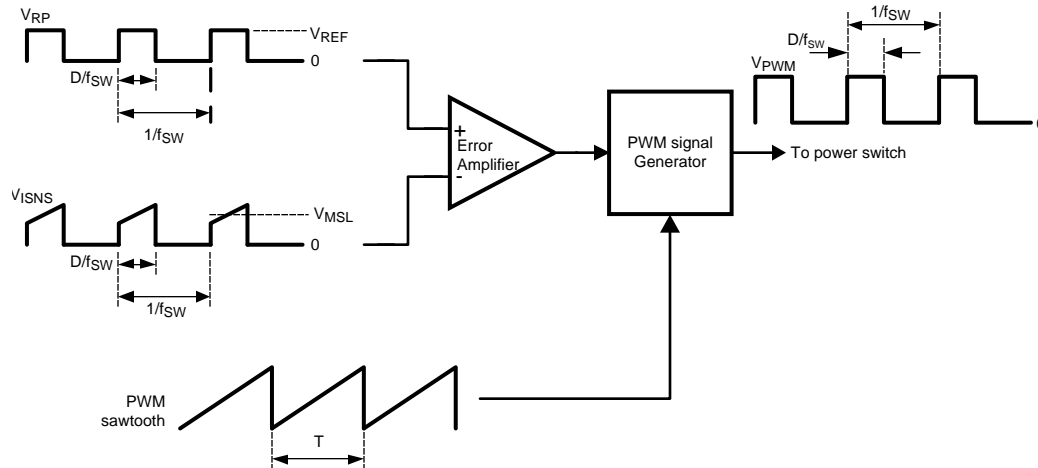 VRP
VREF
0
D/fSW
1/fSW
VISNS
VMSL
0
D/fSW
1/fSW
+
Error
Amplifier
-
PWM signal
Generator
To power switch
1/fSW
D/fSW
VPWM
0
PWM
sawtooth
T